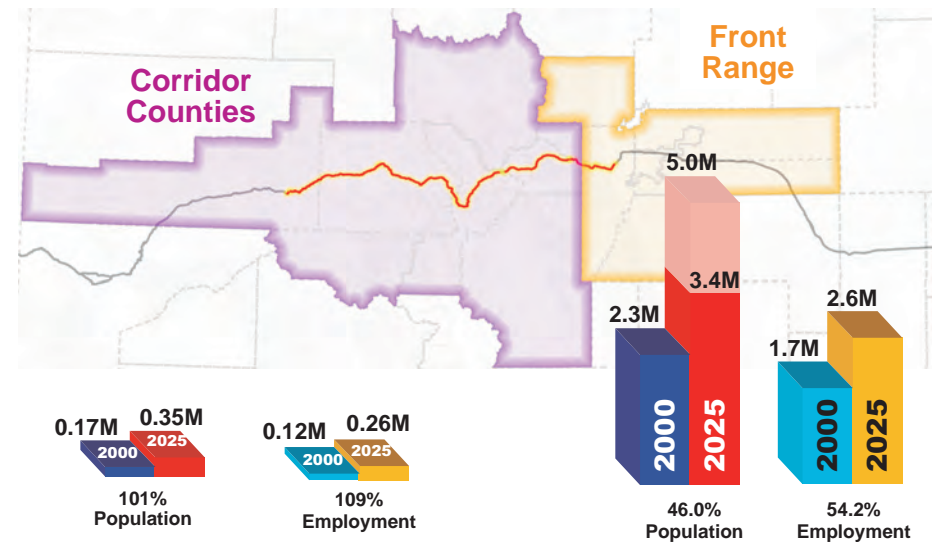 Corridor
Counties
Front
Range
5.0M
3.4M
2.3M
2.6M
1.7M
2000
2025
2000
2025
0.17M
0.35M
2000
2025
0.12M
0.26M
2000
2025
101%
Population
109%
Employment
46.0%
Population
54.2%
Employment